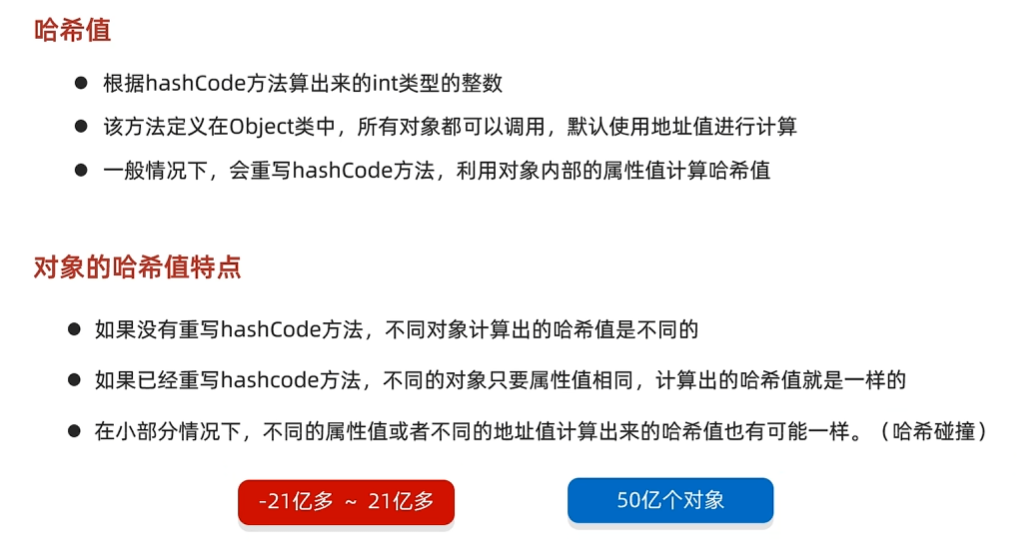 哈希值
● 根据hashCode方法算出来的int类型的整数
● 该方法定义在Object类中，所有对象都可以调用，默认使用地址值进行计算
● 一般情况下，会重写hashCode方法，利用对象内部的属性值计算哈希值
对象的哈希值特点
● 如果没有重写hashCode方法，不同对象计算出的哈希值是不同的
● 如果已经重写hashcode方法，不同的对象只要属性值相同，计算出的哈希值就是一样的
● 在小部分情况下，不同的属性值或者不同的地址值计算出来的哈希值也有可能一样。（哈希碰撞）
-21亿多 ~ 21亿多
50亿个对象